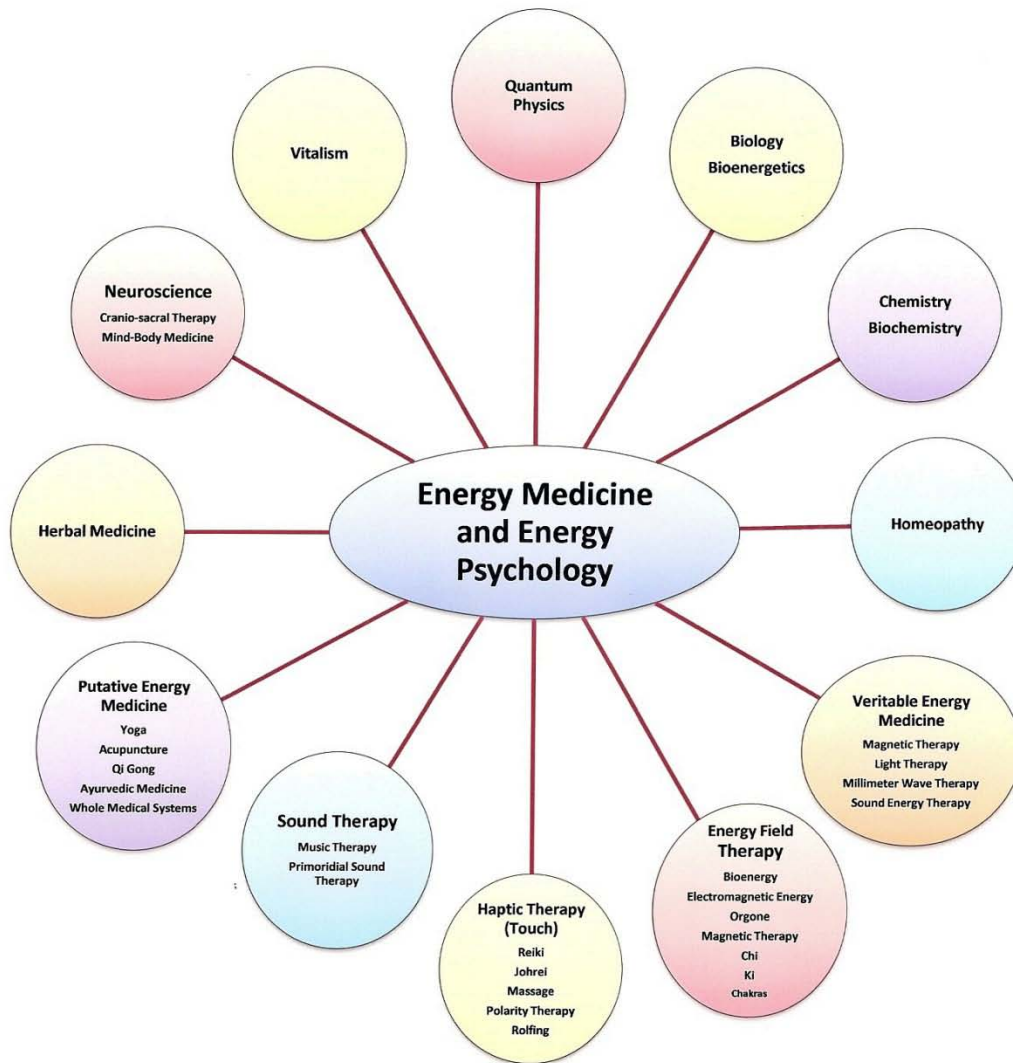 Quantum
Physics
Vitalism
Biology
Bioenergetics
Neuroscience
Cranio-sacral Therapy
Mind-Body Medicine
Chemistry
Biochemistry
Energy Medicine
and Energy
Psychology
Herbal Medicine
Homeopathy
Putative Energy
Medicine
Yoga
Acupuncture
Qi Gong
Ayurvedic Medicine
Whole Medical Systems
Veritable Energy
Medicine
Magnetic Therapy
Light Therapy
Millimeter Wave Therapy
Sound Energy Therapy
Sound Therapy
Music Therapy
Primoridial Sound
Therapy
Energy Field
Therapy
Bioenergy
Electromagnetic Energy
Orgone
Magnetic Therapy
Chi
Ki
Chakras
Haptic Therapy
(Touch)
Reiki
Johrei
Massage
Polarity Therapy
Rolfing